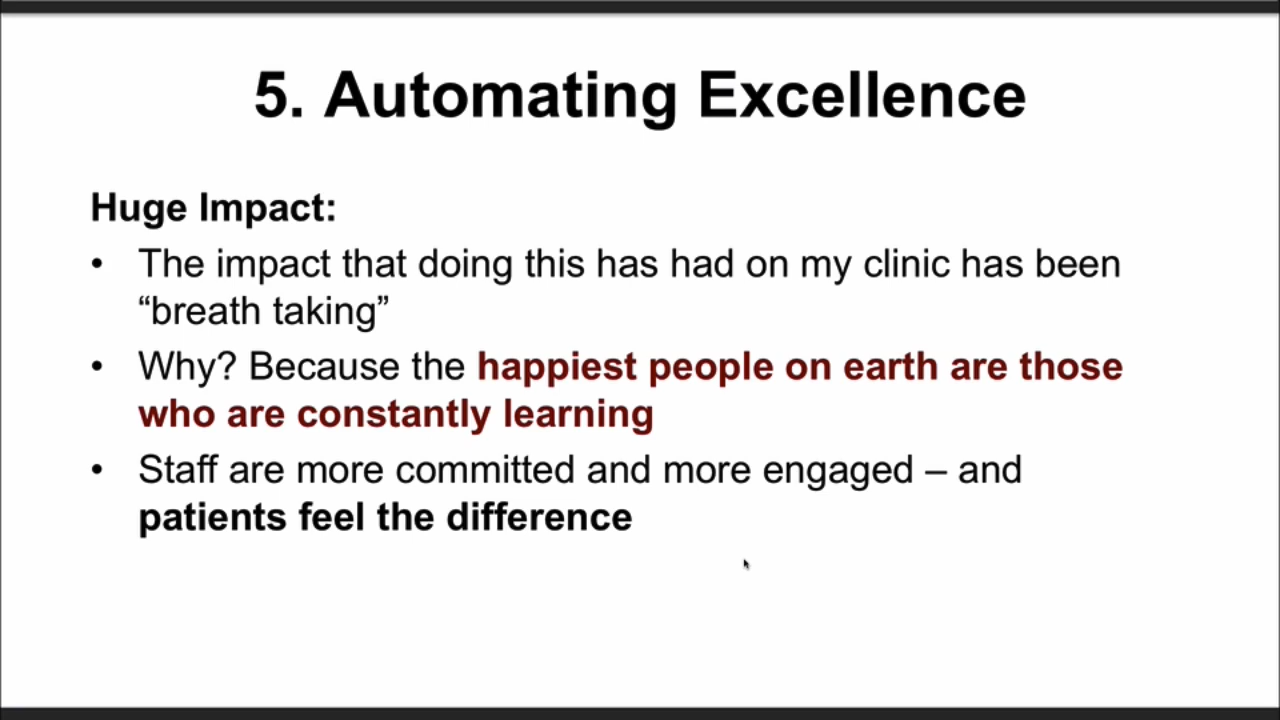 5. Automating Excellence
Huge Impact:
• The impact that doing this has had on my clinic has been
“breath taking”
• Why? Because the happiest people on earth are those
who are constantly learning
• Staff are more committed and more engaged – and
patients feel the difference